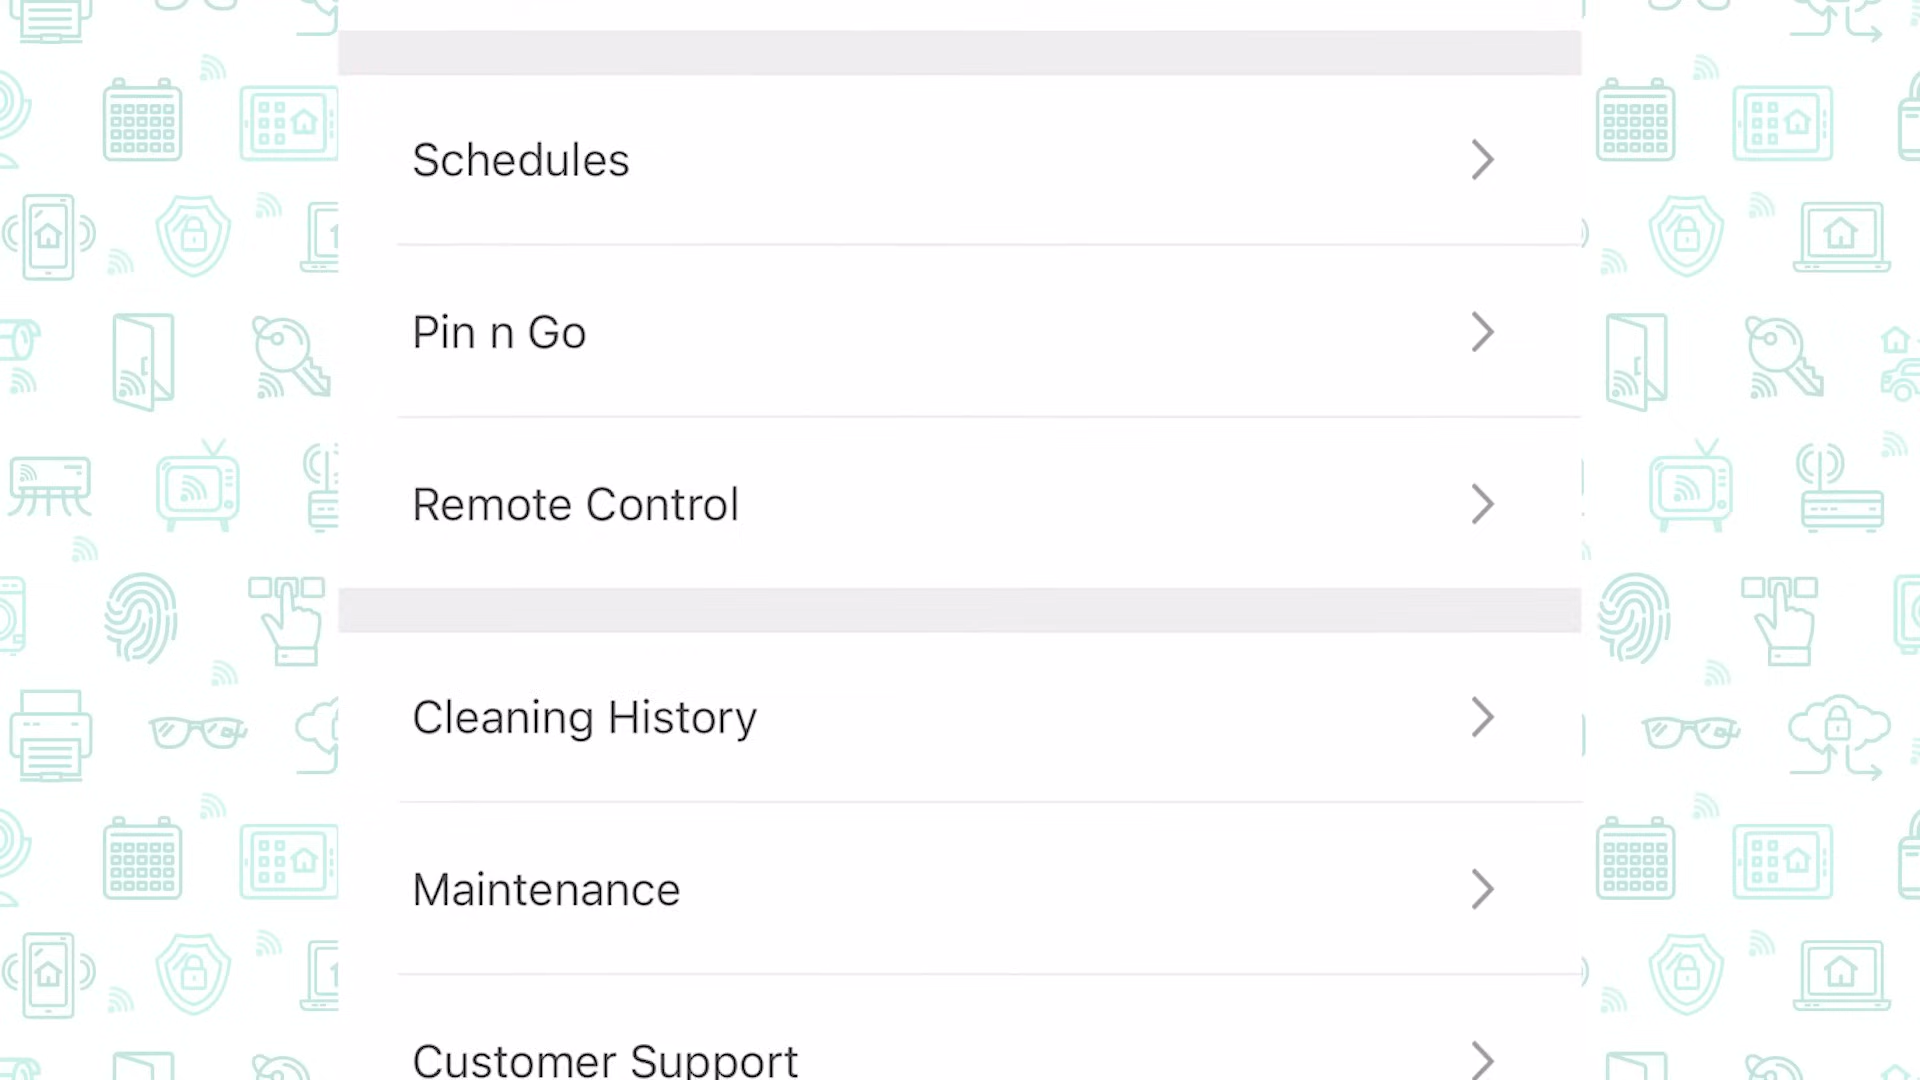 Schedules
Pin n Go
Remote Control
Cleaning History
Maintenance
Customer Support